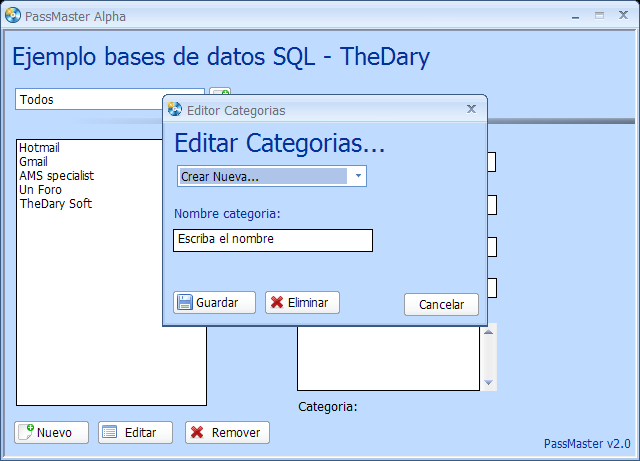 PassMaster Alpha
Ejemplo bases de datos SQL - TheDary
Todos
Editor Categorias
Editar Categorias...
Crear Nueva...
Nombre categoria:
Escriba el nombre
Guardar
Eliminar
Cancelar
Hotmail
Gmail
AMS specialist
Un Foro
TheDary Soft
Categoria:
Nuevo
Editar
Remover
PassMaster v2.0